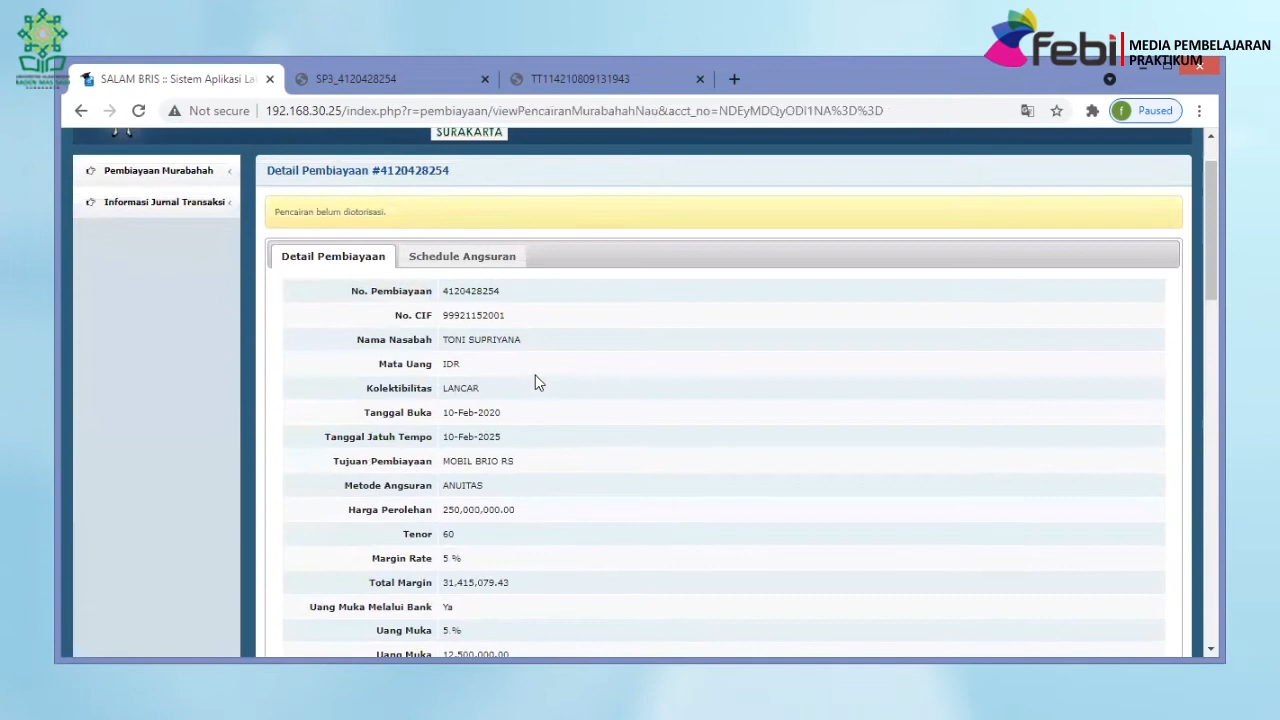 febi
MEDIA PEMBELAJARAN
PRAKTIKUM
SALAM BRIS :: Sistem Aplikasi La
SP3_4120428254
TT114210809131943
Not secure
192.168.30.25/index.php?r=pembiayaan/viewPencairanMurabahahNau&acct_no=NDEyMDQyODI1NA%3D%3D
f
Paused
SURAKARTA
Pembiayaan Murabahah
Informasi Jurnal Transaksi
Detail Pembiayaan #4120428254
Pencairan belum diotorisasi.
Detail Pembiayaan
Schedule Angsuran
No. Pembiayaan 4120428254
No. CIF 99921152001
Nama Nasabah TONI SUPRIYANA
Mata Uang IDR
Kolektibilitas LANCAR
Tanggal Buka 10-Feb-2020
Tanggal Jatuh Tempo 10-Feb-2025
Tujuan Pembiayaan MOBIL BRIO RS
Metode Angsuran ANUITAS
Harga Perolehan 250,000,000.00
Tenor 60
Margin Rate 5 %
Total Margin 31,415,079.43
Uang Muka Melalui Bank Ya
Uang Muka 5 %
Uang Muka 12,500,000.00